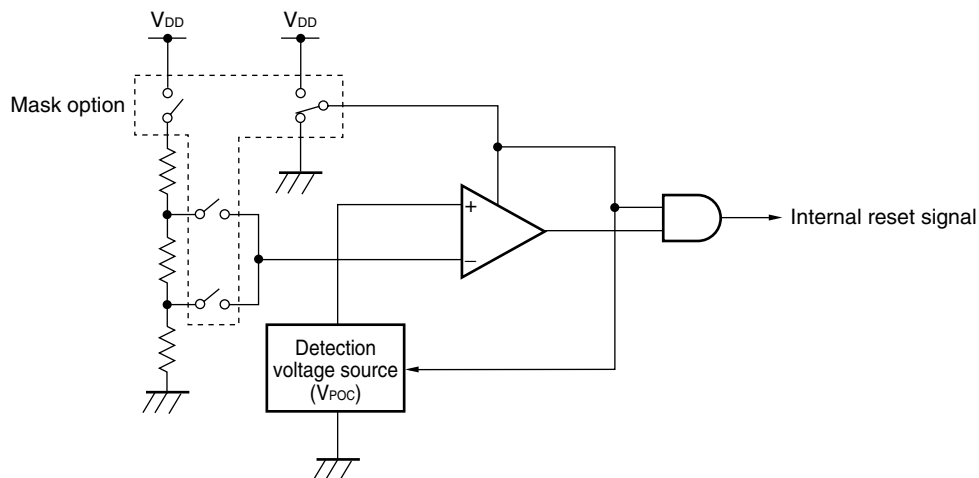 VDD
VDD
Mask option
+
−
Internal reset signal
Detection
voltage source
(VPOC)